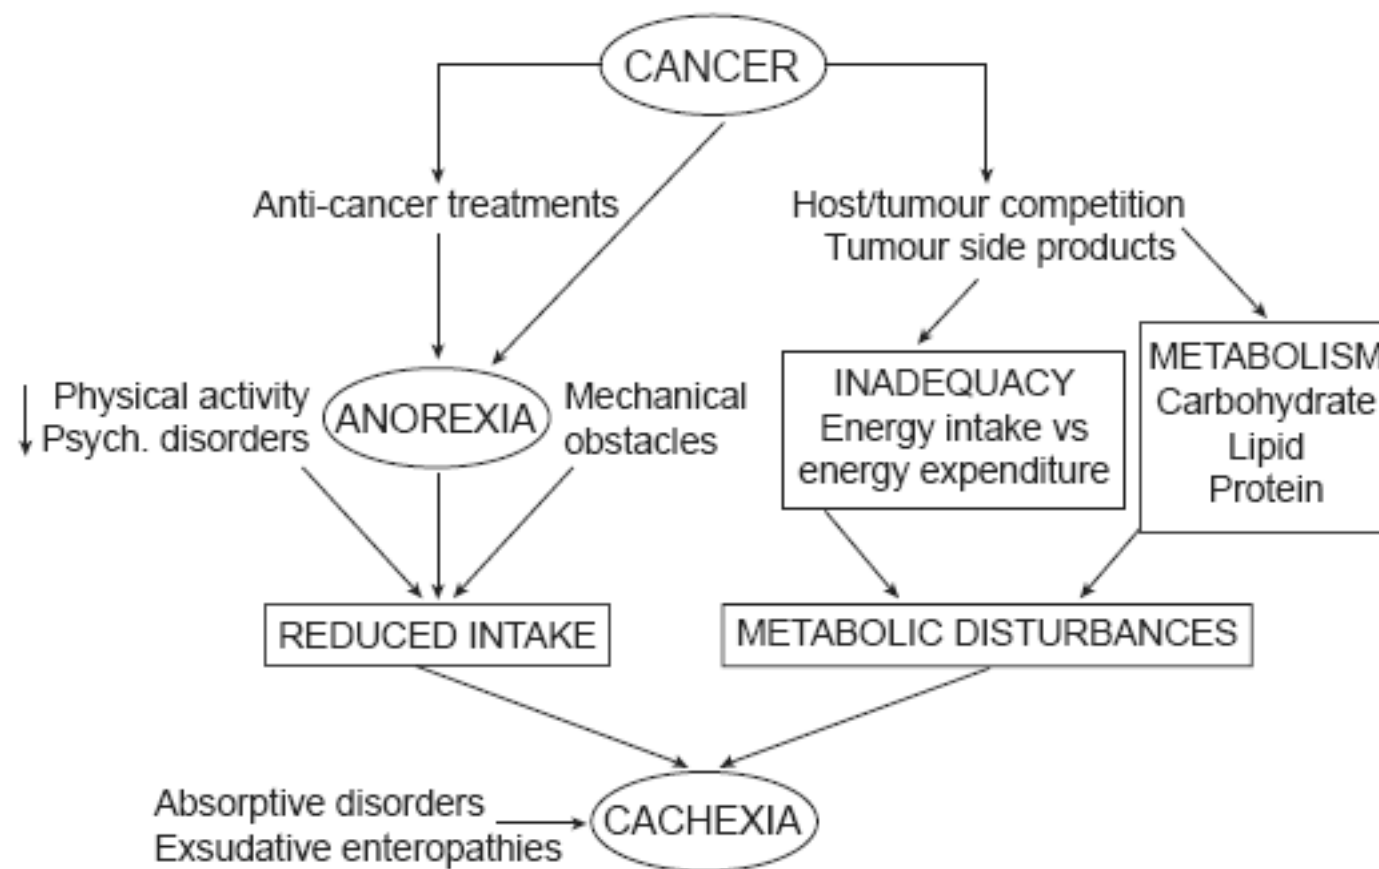 CANCER
Anti-cancer treatments
Host/tumour competition
Tumour side products
Physical activity
Psych. disorders
ANOREXIA
Mechanical
obstacles
INADEQUACY
Energy intake vs
energy expenditure
METABOLISM
Carbohydrate
Lipid
Protein
REDUCED INTAKE
METABOLIC DISTURBANCES
Absorptive disorders
Exsudative enteropathies
CACHEXIA